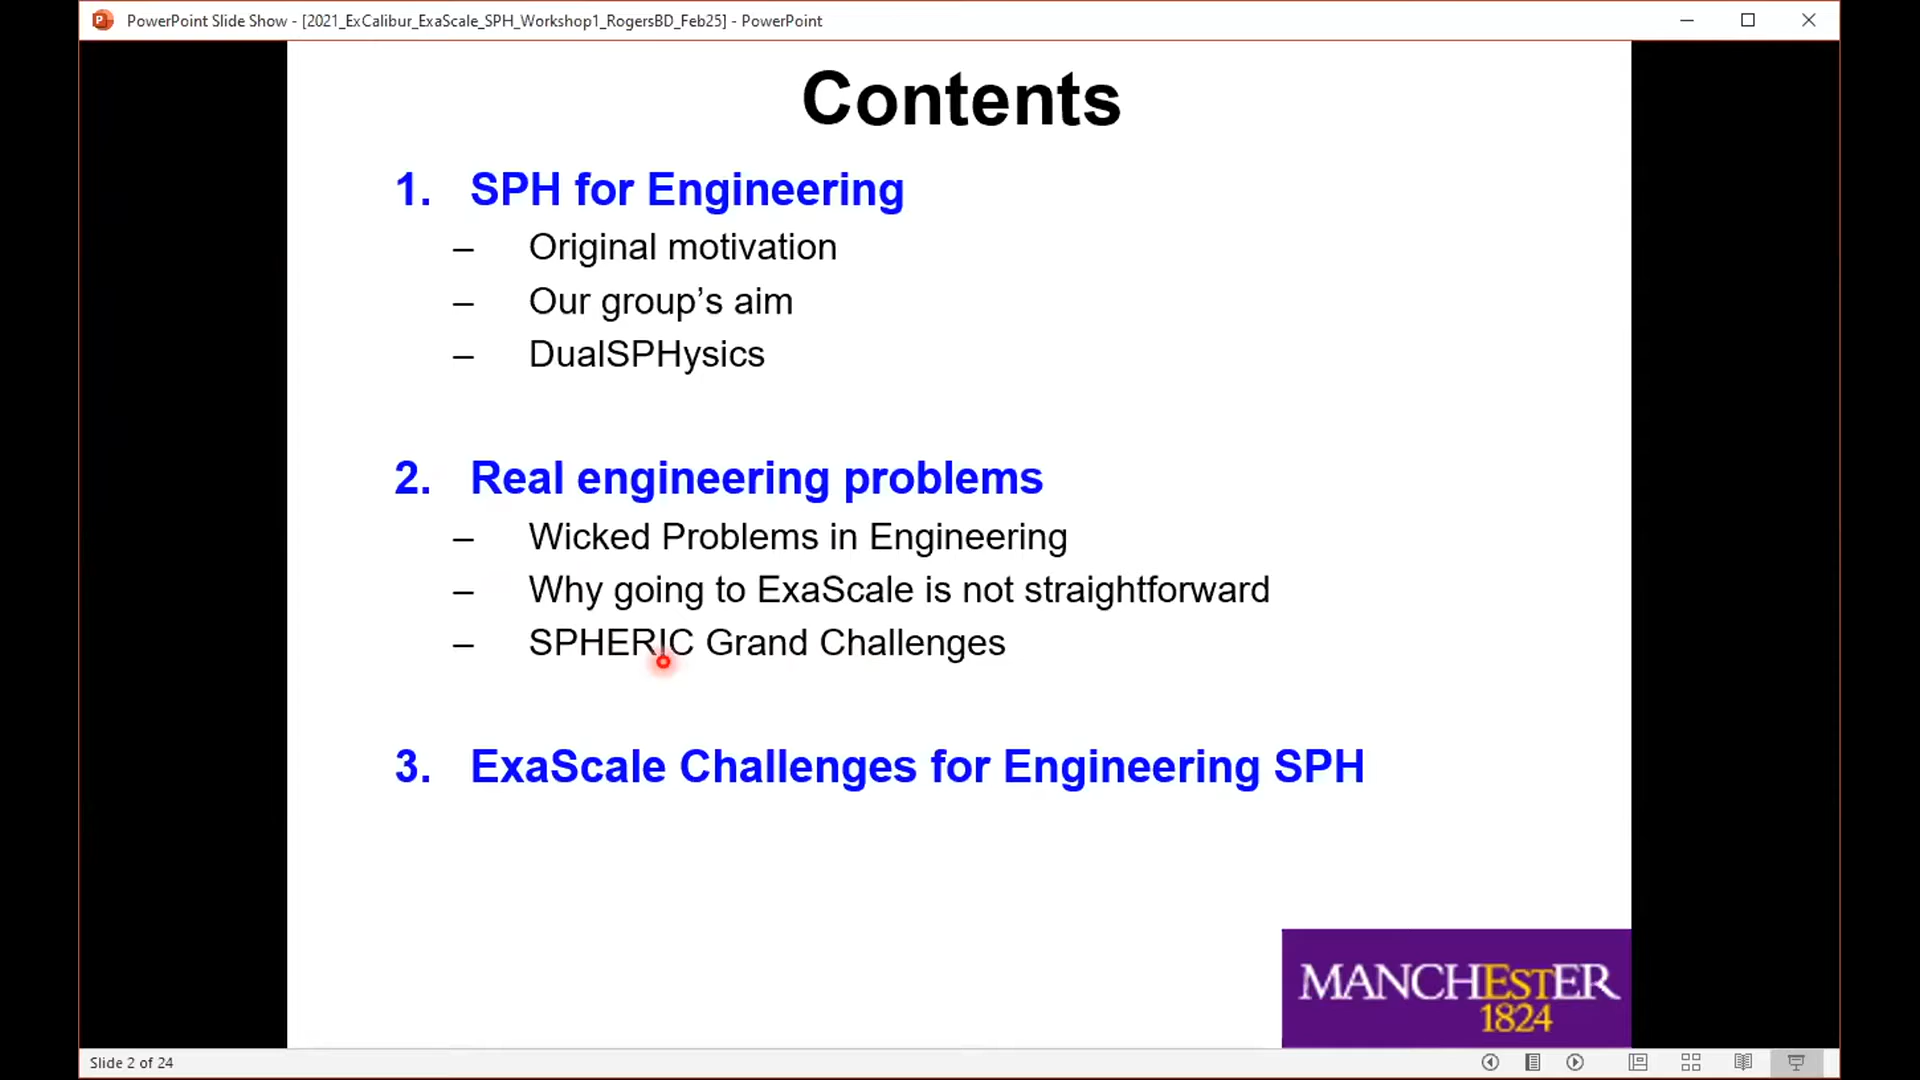 PowerPoint Slide Show - [2021_ExCalibur_ExaScale_SPH_Workshop1_RogersBD_Feb25] - PowerPoint
Contents
1. SPH for Engineering
– Original motivation
– Our group’s aim
– DualSPHysics
2. Real engineering problems
– Wicked Problems in Engineering
– Why going to ExaScale is not straightforward
– SPHERIC Grand Challenges
3. ExaScale Challenges for Engineering SPH
MANCHESTER
1824
Slide 2 of 24